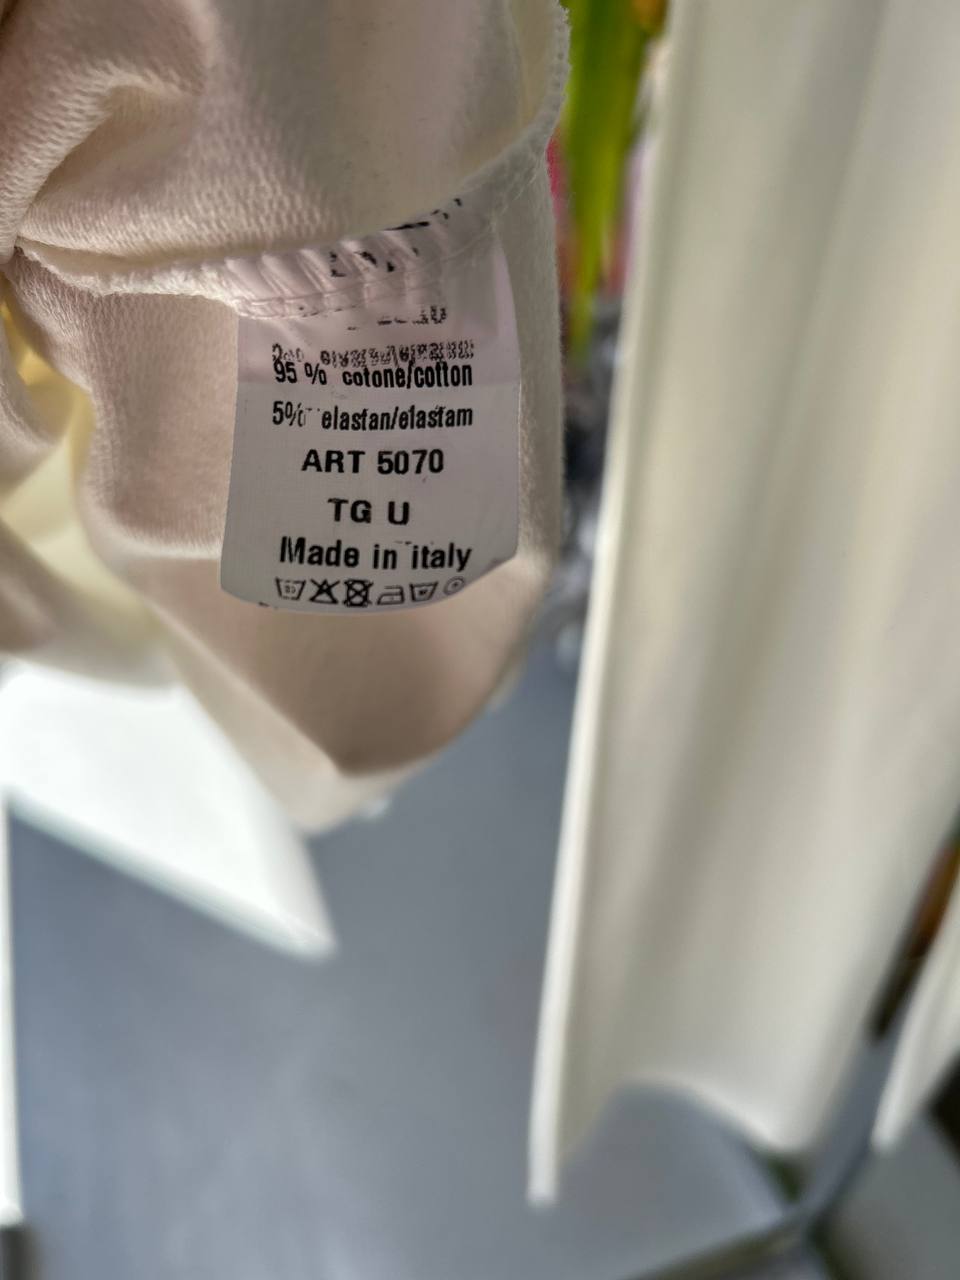 95 % cotone/cotton
5% elastan/elastam
ART 5070
TG U
Made in italy